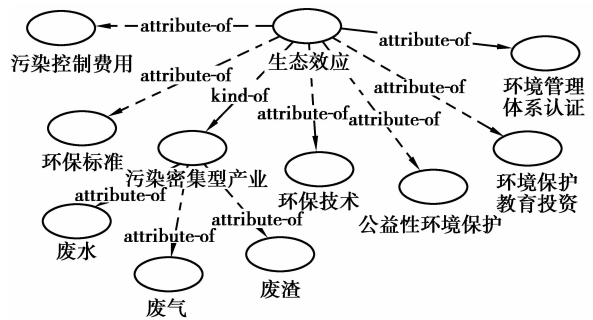 attribute-of
生态效应
污染控制费用
attribute-of
环境管理
体系认证
attribute-of
kind-of
attribute-of
attribute-of
attribute-of
环保标准
污染密集型产业
环保技术
公益性环境保护
环境保护
教育投资
attribute-of
废水
attribute-of
attribute-of
废气
废渣